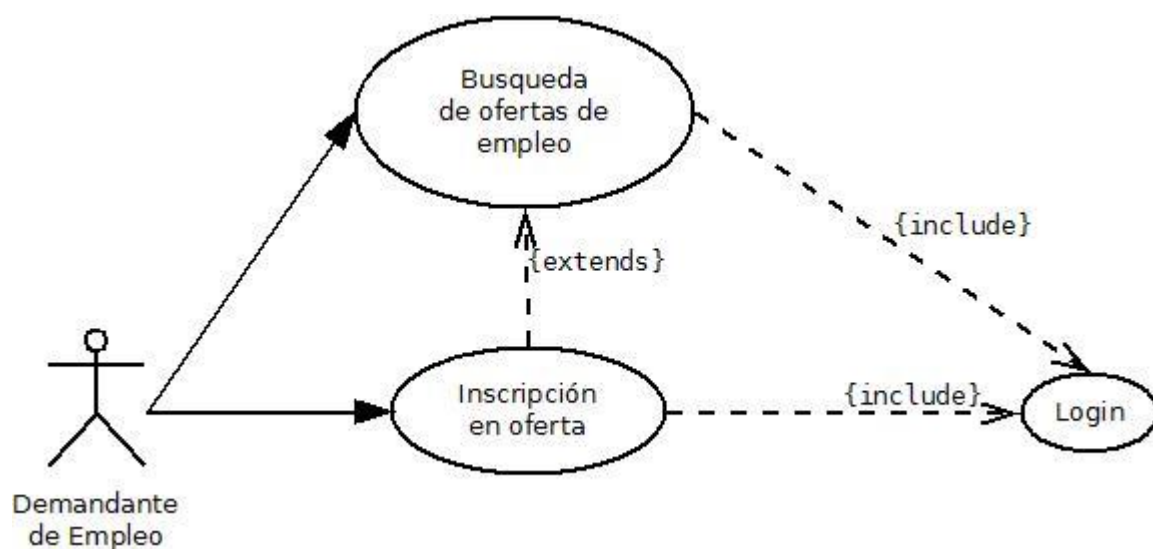 Busqueda
de ofertas de
empleo
{include}
{extends}
Inscripción
en oferta
{include}
Login
Demandante
de Empleo